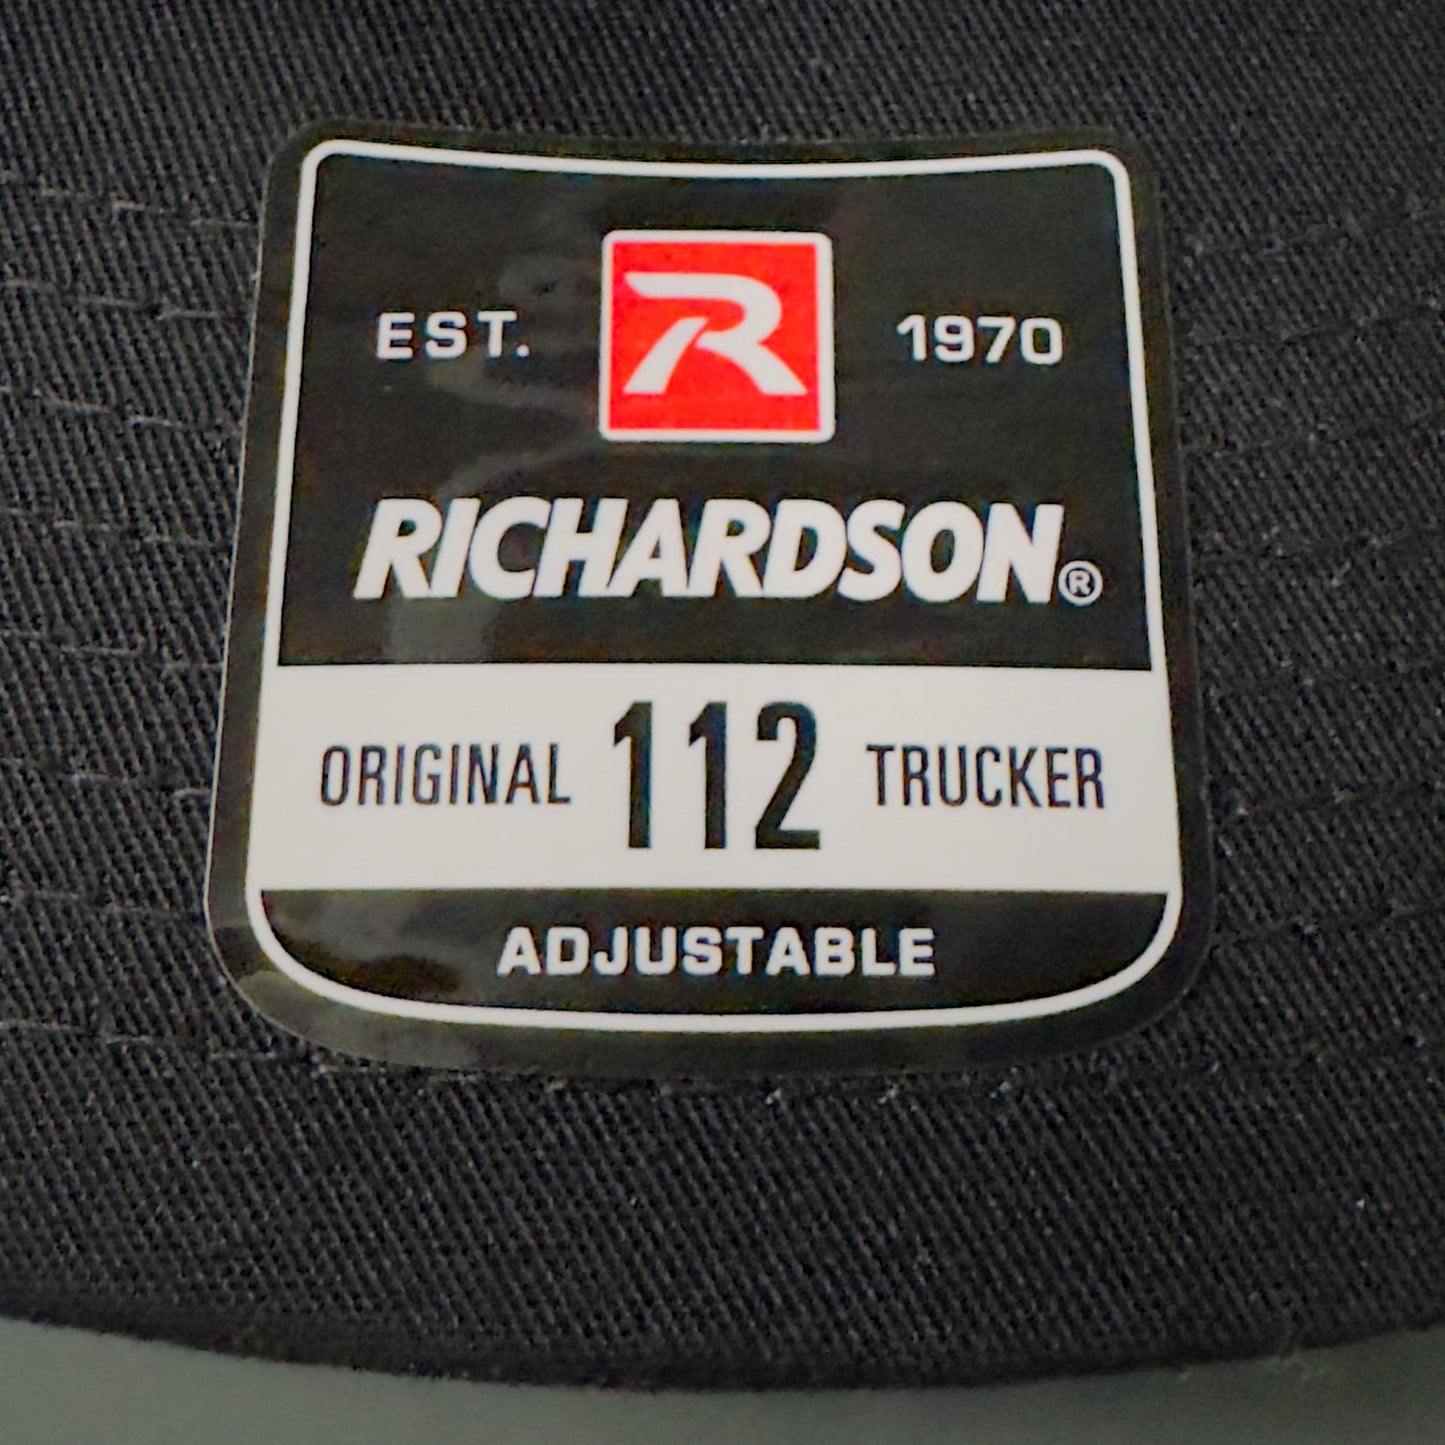 EST. R 1970
RICHARDSON®
ORIGINAL 112 TRUCKER
ADJUSTABLE